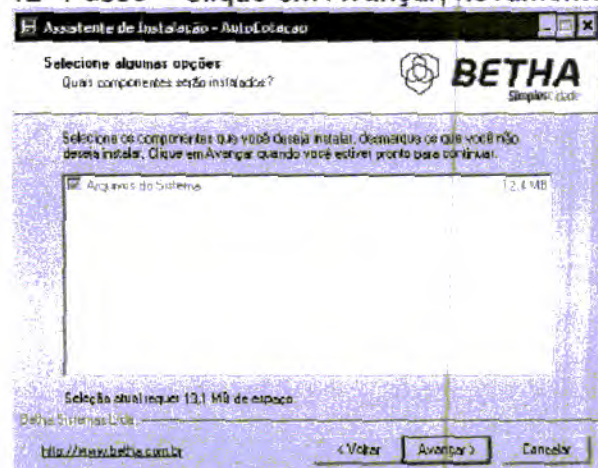 12º Passo - Clique em Avançar, novamente
Assistente de Instalação - AutoCotacao
Selecione algumas opções
Quais componentes serão instalados?
BETHA
Simples cidade
Selecione os componentes que você deseja instalar, desmarque os que você não
deseja instalar. Clique em Avançar quando você estiver pronto para continuar.
Arquivos do Sistema
12,4 MB
Seleção atual requer 13,1 MB de espaço
Betha Sistemas Ltda.
http://www.betha.com.br
< Voltar
Avançar >
Cancelar